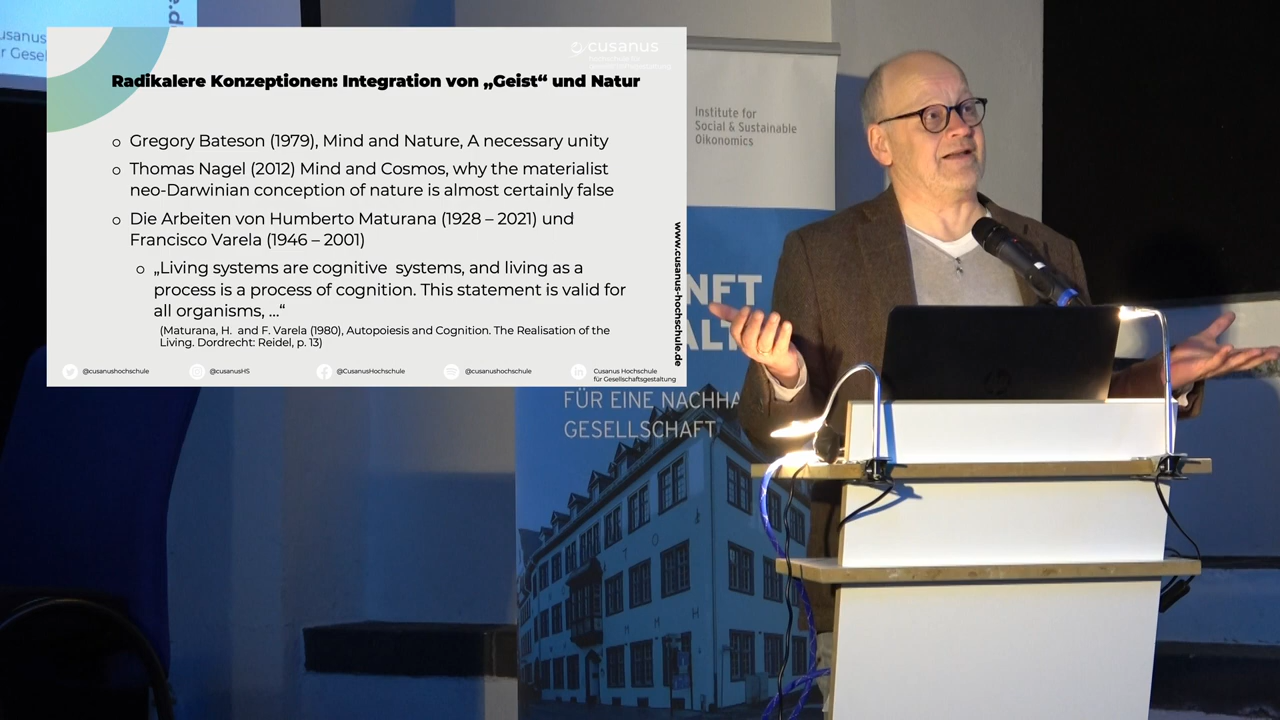 cusanus
Radikalere Konzeptionen: Integration von „Geist“ und Natur
o Gregory Bateson (1979), Mind and Nature, A necessary unity
o Thomas Nagel (2012) Mind and Cosmos, why the materialist
neo-Darwinian conception of nature is almost certainly false
o Die Arbeiten von Humberto Maturana (1928 – 2021) und
Francisco Varela (1946 – 2001)
o „Living systems are cognitive systems, and living as a
process is a process of cognition. This statement is valid for
all organisms, ...“
(Maturana, H. and F. Varela (1980), Autopoiesis and Cognition. The Realisation of the
Living. Dordrecht: Reidel, p. 13)
@cusanushochschule
@cusanusHS
@CusanusHochschule
@cusanushochschule
Cusanus Hochschule
für Gesellschaftsgestaltung
www.cusanus-hochschule.de
usanus
r Gesel
e.d
Institute for
Social & Sustainable
Oikonomics
NFT
ALT
FÜR EINE NACHHA
GESELLSCHAFT